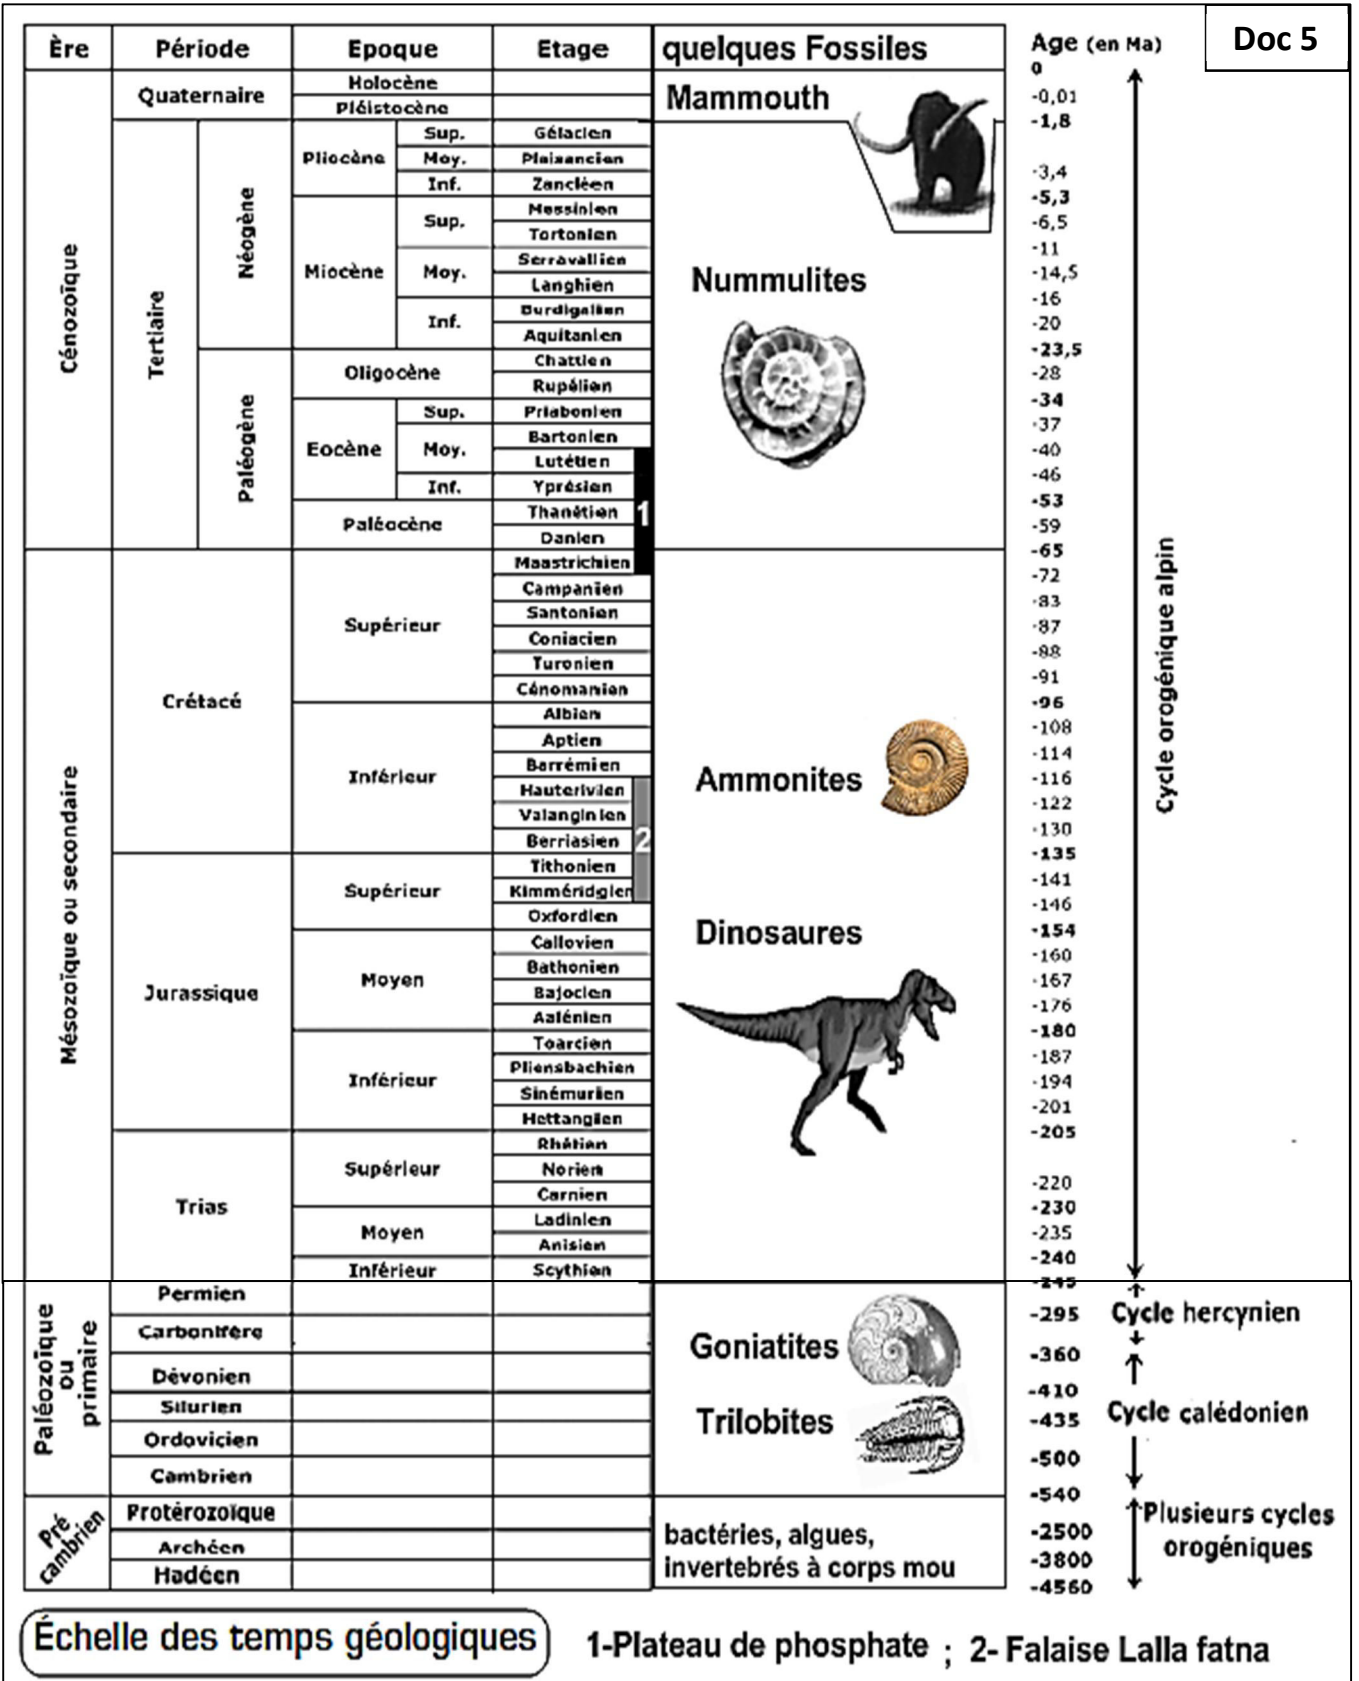 Doc 5
Ère Période Epoque Etage quelques Fossiles Age (en Ma)
Cénozoïque
Quaternaire
Holocène
Pléistocène
Tertiaire
Néogène
Pliocène
Sup. Gélacien
Moy. Plaisancien
Inf. Zancléen
Miocène
Sup.
Messinien
Tortonien
Moy.
Serravallien
Langhien
Inf.
Burdigalien
Aquitanien
Paléogène
Oligocène
Chattien
Rupélien
Eocène
Sup. Priabonien
Moy.
Bartonien
Lutétien
Inf. Yprésien
Paléocène
Thanétien
Danien
1
Mésozoïque ou secondaire
Crétacé
Supérieur
Maastrichien
Campanien
Santonien
Coniacien
Turonien
Cénomanien
Inférieur
Albien
Aptien
Barrémien
Hauterivien
Valanginien
Berriasien
2
Jurassique
Supérieur
Tithonien
Kimméridgien
Oxfordien
Moyen
Callovien
Bathonien
Bajocien
Aalénien
Inférieur
Toarcien
Pliensbachien
Sinémurien
Hettangien
Trias
Supérieur
Rhétien
Norien
Carnien
Moyen
Ladinien
Anisien
Inférieur
Scythien
Paléozoïque
ou
primaire
Permien
Carbonifére
Dévonien
Silurien
Ordovicien
Cambrien
Pré
cambrien
Protérozoïque
Archéen
Hadéen
Mammouth
Nummulites
Ammonites
Dinosaures
Goniatites
Trilobites
bactéries, algues,
invertebrés à corps mou
0
-0,01
-1,8
-3,4
-5,3
-6,5
-11
-14,5
-16
-20
-23,5
-28
-34
-37
-40
-46
-53
-59
-65
-72
-83
-87
-88
-91
-96
-108
-114
-116
-122
-130
-135
-141
-146
-154
-160
-167
-176
-180
-187
-194
-201
-205
-220
-230
-235
-240
-245
-295
-360
-410
-435
-500
-540
-2500
-3800
-4560
Cycle orogénique alpin
Cycle hercynien
Cycle calédonien
Plusieurs cycles
orogéniques
Échelle des temps géologiques
1-Plateau de phosphate ; 2- Falaise Lalla fatna